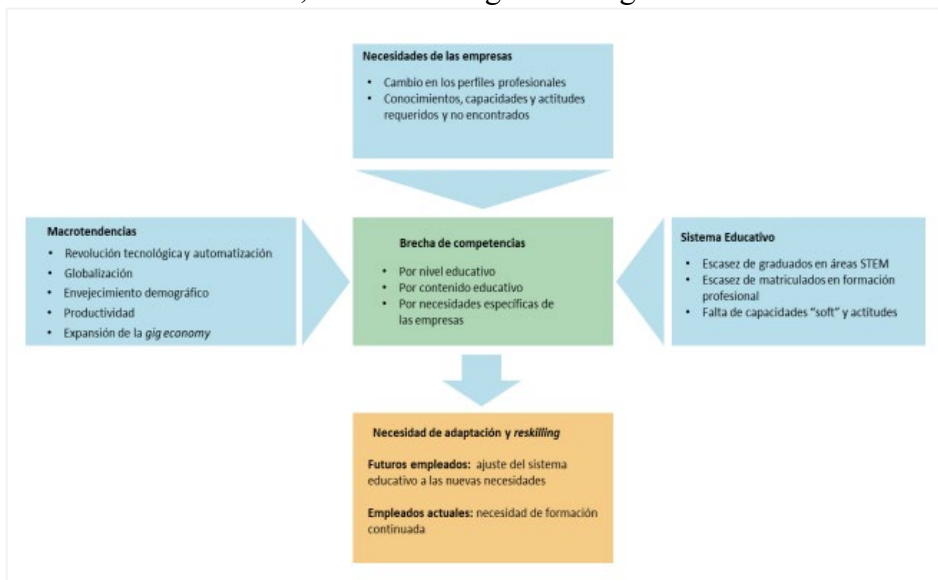 Necesidades de las empresas
• Cambio en los perfiles profesionales
• Conocimientos, capacidades y actitudes
requeridos y no encontrados
Macrotendencias
• Revolución tecnológica y automatización
• Globalización
• Envejecimiento demográfico
• Productividad
• Expansión de la gig economy
Brecha de competencias
• Por nivel educativo
• Por contenido educativo
• Por necesidades específicas de
las empresas
Sistema Educativo
• Escasez de graduados en áreas STEM
• Escasez de matriculados en formación
profesional
• Falta de capacidades "soft" y actitudes
Necesidad de adaptación y reskilling
Futuros empleados: ajuste del sistema
educativo a las nuevas necesidades
Empleados actuales: necesidad de formación
continuada